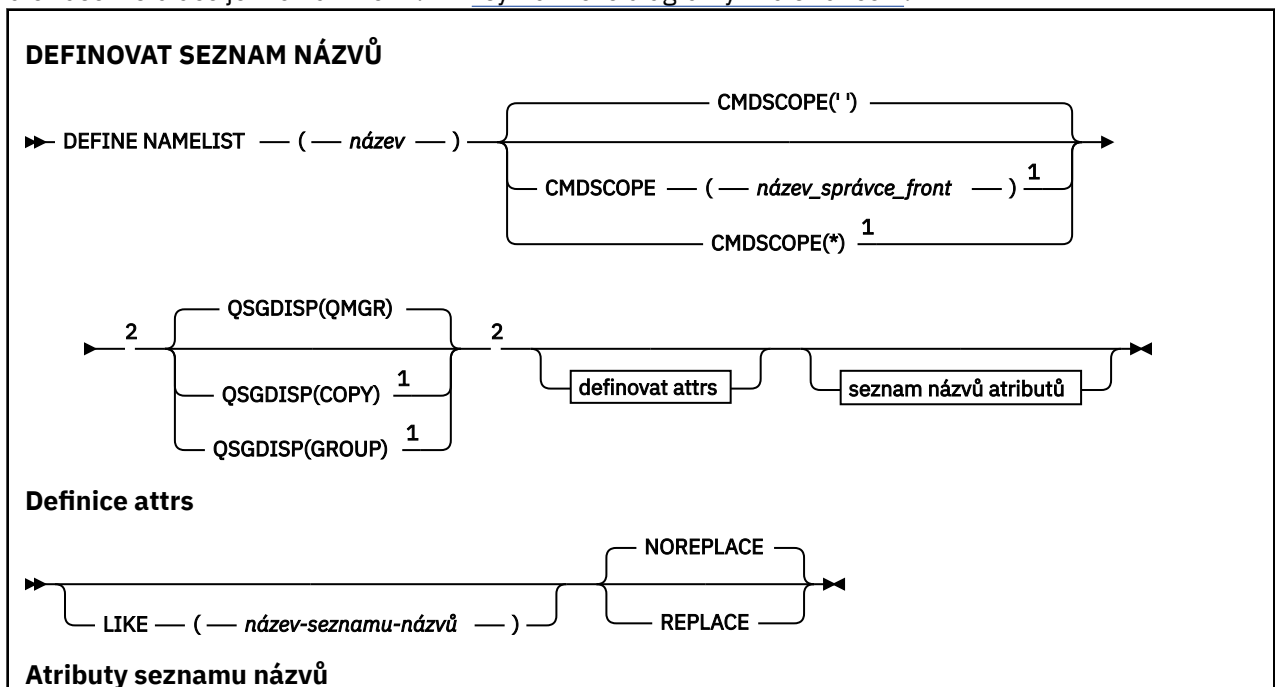 DEFINOVAT SEZNAM NÁZVŮ
CMDSCOPE(' ')
DEFINE NAMELIST ( název )
CMDSCOPE ( název_správce_front ) 1
CMDSCOPE(*) 1
QSGDISP(QMGR)
2 2
QSGDISP(COPY) 1
QSGDISP(GROUP) 1
definovat attrs
seznam názvů atributů
Definice attrs
NOREPLACE
LIKE ( název-seznamu-názvů )
REPLACE
Atributy seznamu názvů